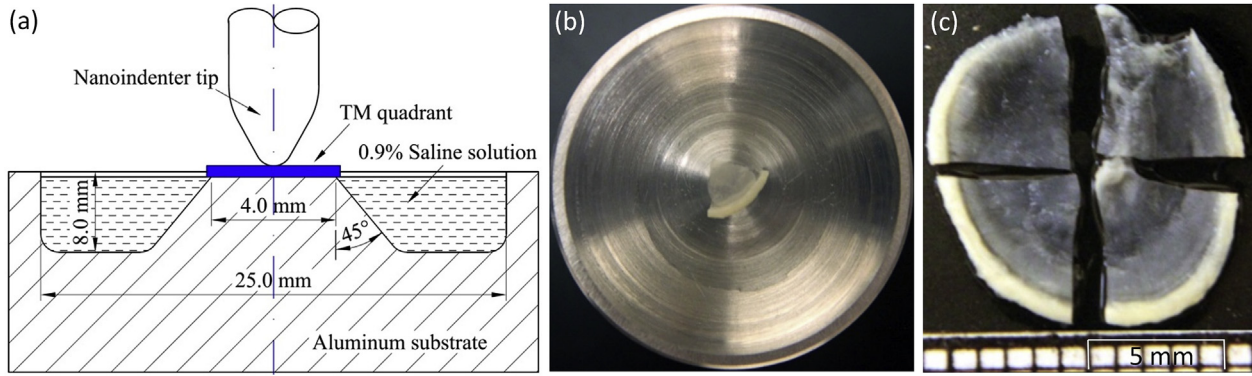 (a)
Nanoindenter tip
TM quadrant
0.9% Saline solution
8.0 mm
4.0 mm
45°
25.0 mm
Aluminum substrate
(b)
(c)
5 mm